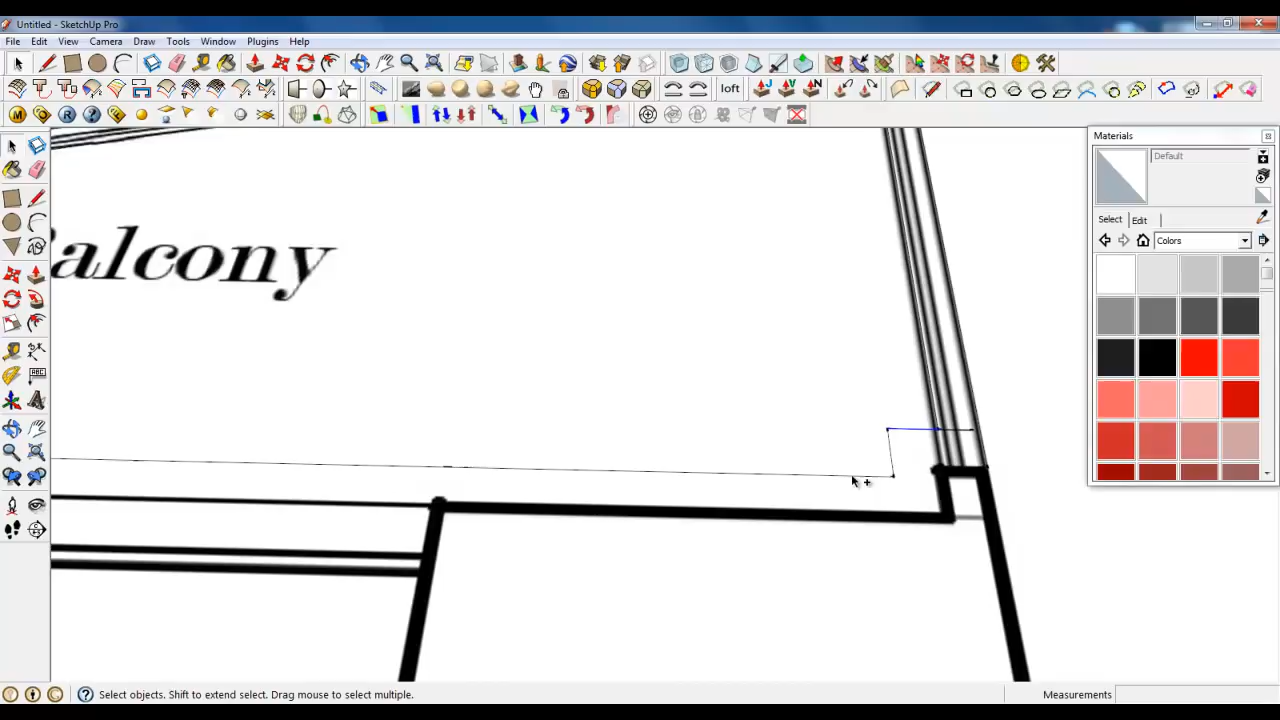 Untitled - SketchUp Pro
File Edit View Camera Draw Tools Window Plugins Help
loft
Materials
Default
Select Edit
Colors
Balcony
Select objects. Shift to extend select. Drag mouse to select multiple.
Measurements